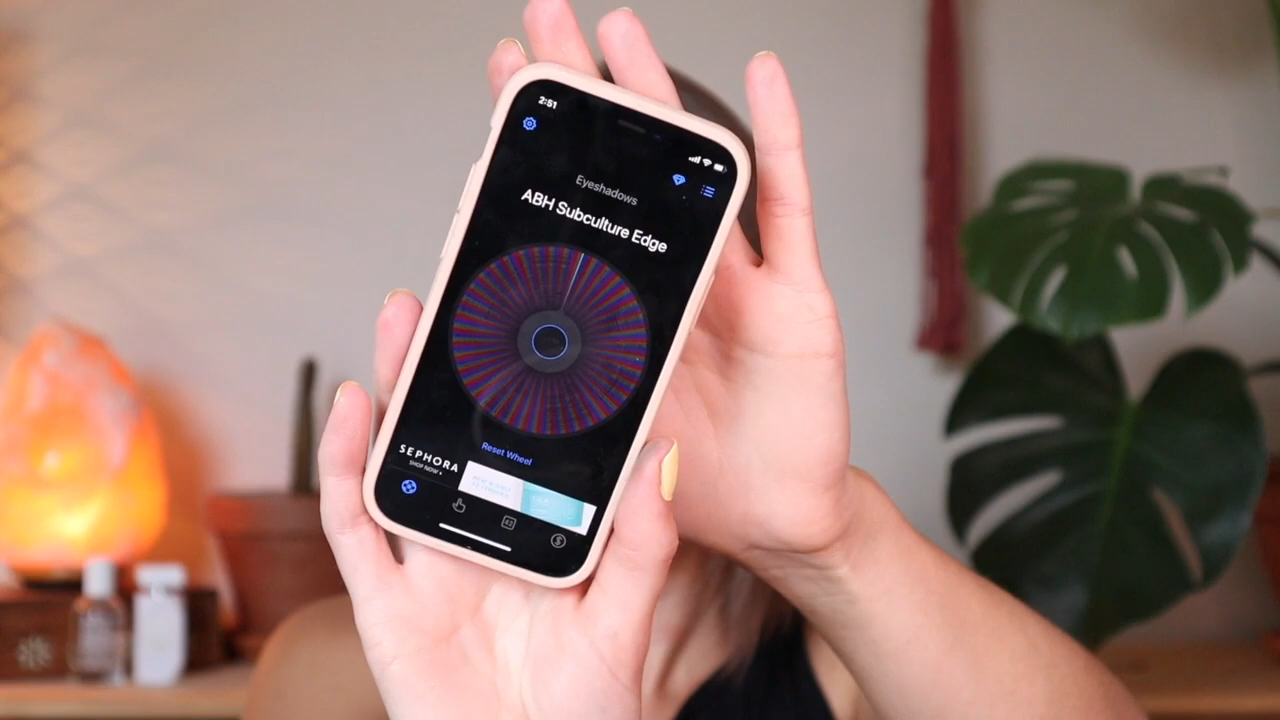 2:51
Eyeshadows
ABH Subculture Edge
Reset Wheel
SEPHORA
SHOP NOW